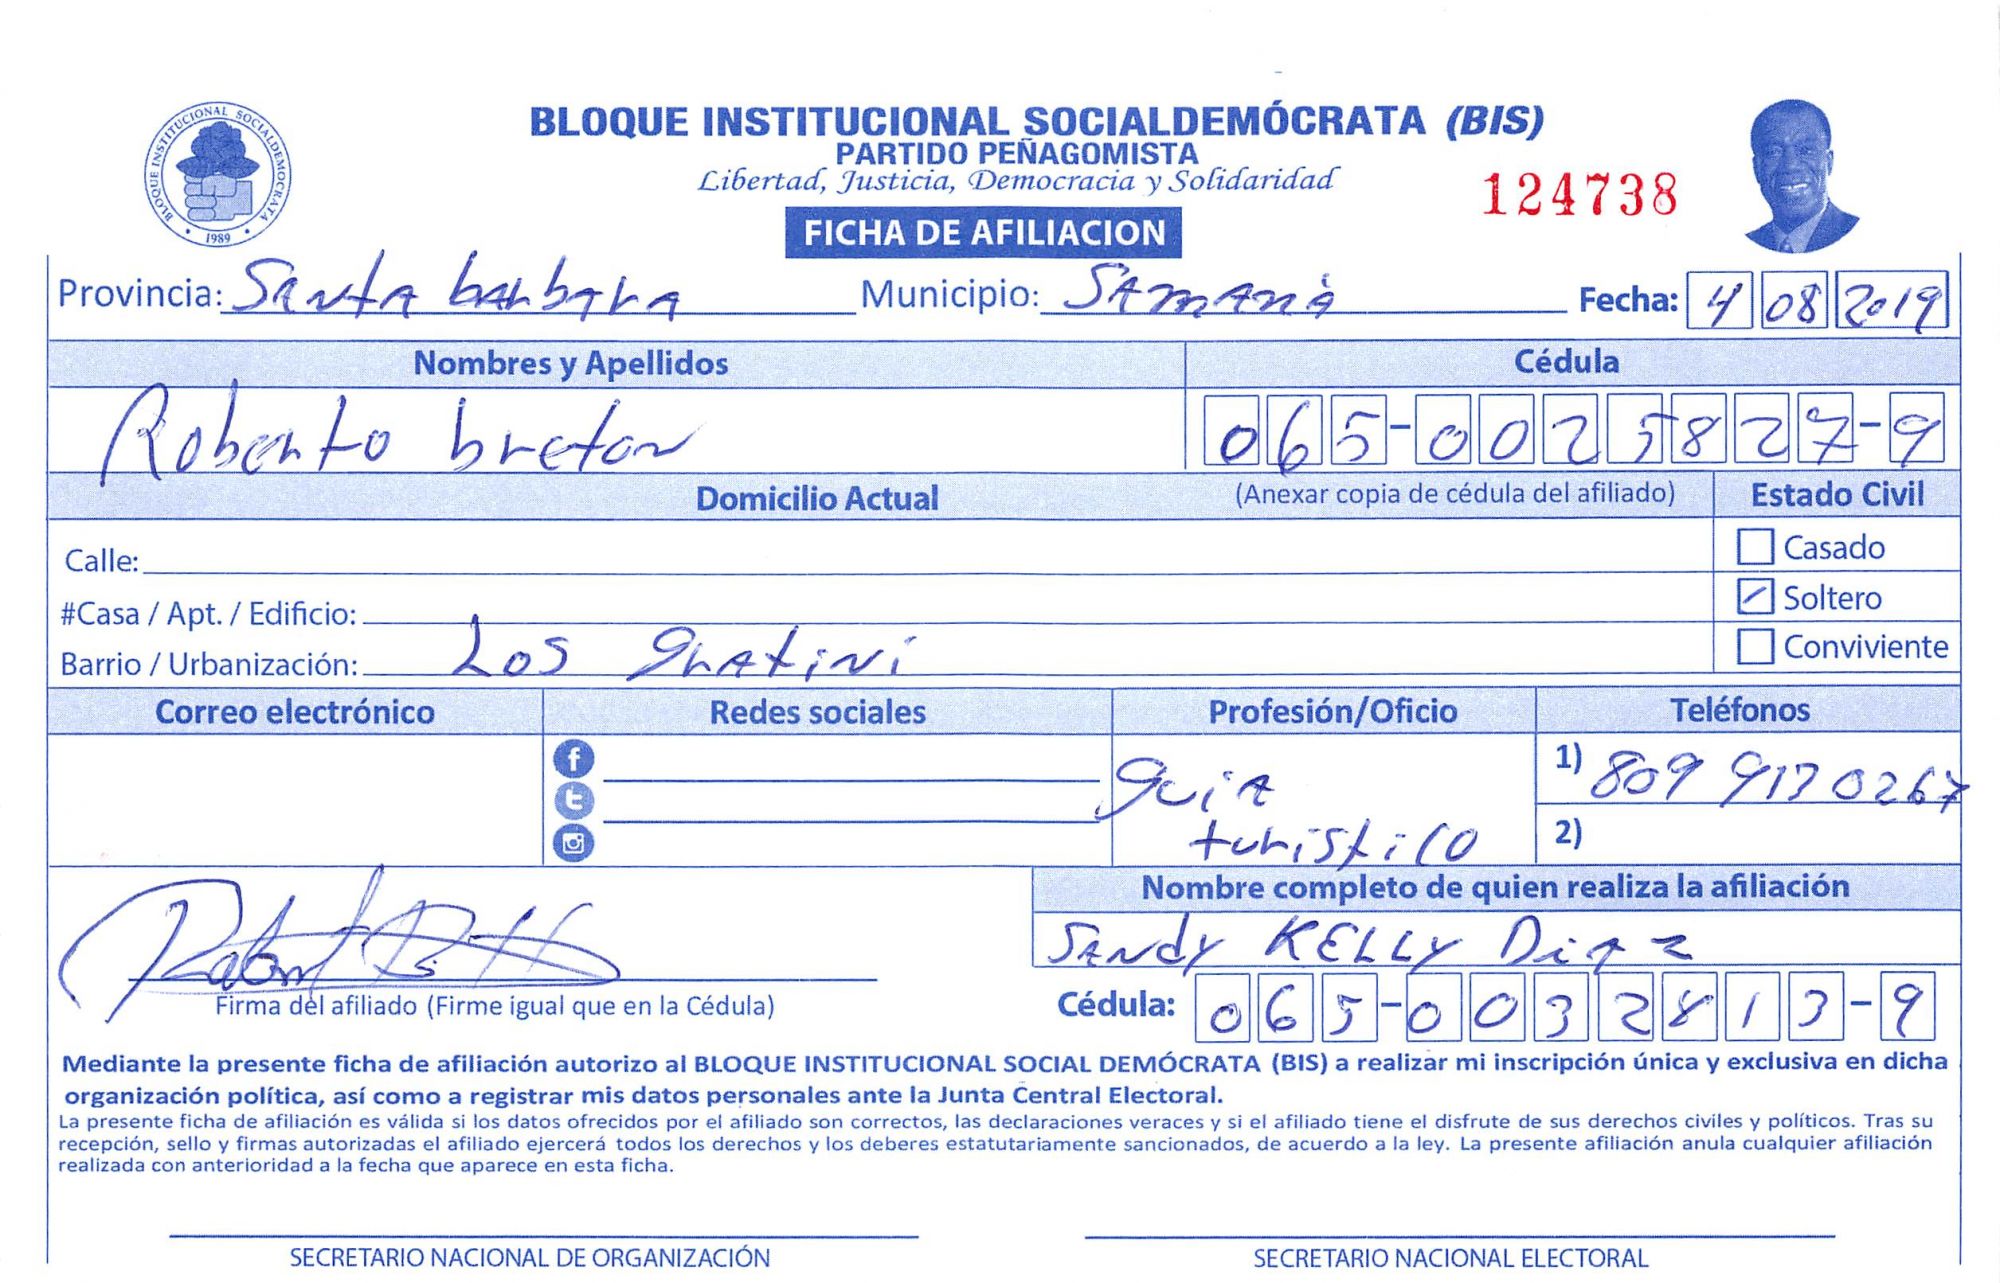 BLOQUE INSTITUCIONAL SOCIALDEMÓCRATA (BIS)
PARTIDO PEÑAGOMISTA
Libertad, Justicia, Democracia y Solidaridad
BLOQUE INSTITUCIONAL SOCIALDEMOCRATA
1989
124738
FICHA DE AFILIACION
Provincia: Santa barbara Municipio: SAmAnà Fecha: 4 08 2019
Nombres y Apellidos Cédula
Roberto breton 065-0025827-9
Domicilio Actual (Anexar copia de cédula del afiliado) Estado Civil
Calle: Casado
#Casa / Apt. / Edificio: Soltero
Barrio / Urbanización: Los Conviviente
Correo electrónico Redes sociales Profesión/Oficio Teléfonos
guia turistico
1) 809 9130267
2)
Nombre completo de quien realiza la afiliación
SAndy KELLY DiAz
Firma del afiliado (Firme igual que en la Cédula)
Cédula: 065-0032813-9
Mediante la presente ficha de afiliación autorizo al BLOQUE INSTITUCIONAL SOCIAL DEMÓCRATA (BIS) a realizar mi inscripción única y exclusiva en dicha
organización política, así como a registrar mis datos personales ante la Junta Central Electoral.
La presente ficha de afiliación es válida si los datos ofrecidos por el afiliado son correctos, las declaraciones veraces y si el afiliado tiene el disfrute de sus derechos civiles y políticos. Tras su
recepción, sello y firmas autorizadas el afiliado ejercerá todos los derechos y los deberes estatutariamente sancionados, de acuerdo a la ley. La presente afiliación anula cualquier afiliación
realizada con anterioridad a la fecha que aparece en esta ficha.
SECRETARIO NACIONAL DE ORGANIZACIÓN SECRETARIO NACIONAL ELECTORAL